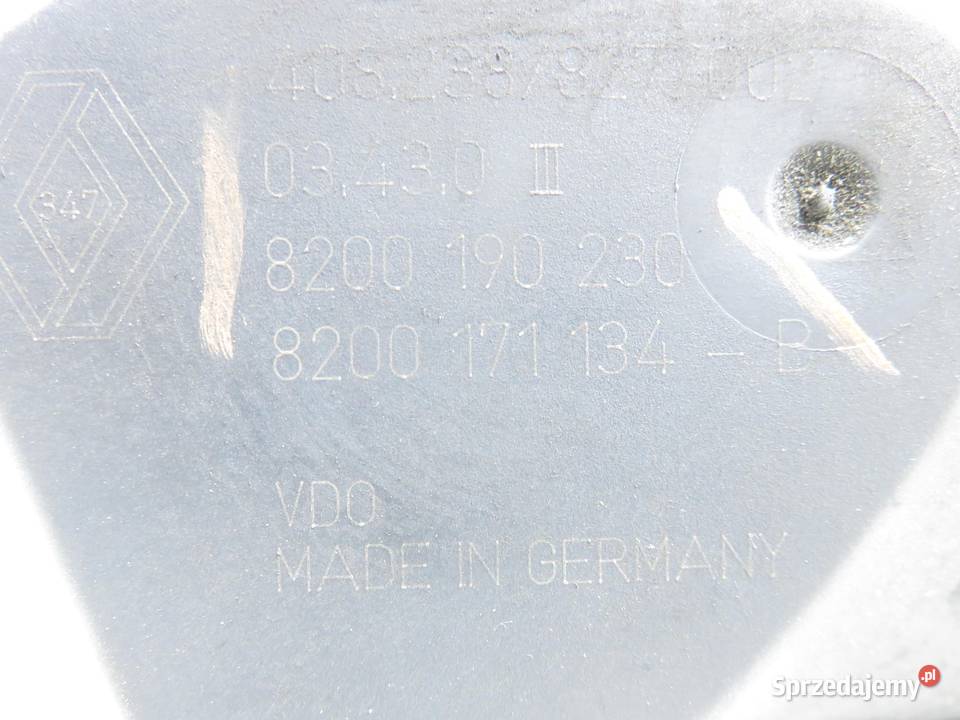 03.43.0 III
347
8200 190 230
8200 171 134 - B
VDO
MADE IN GERMANY
Sprzedajemy.pl